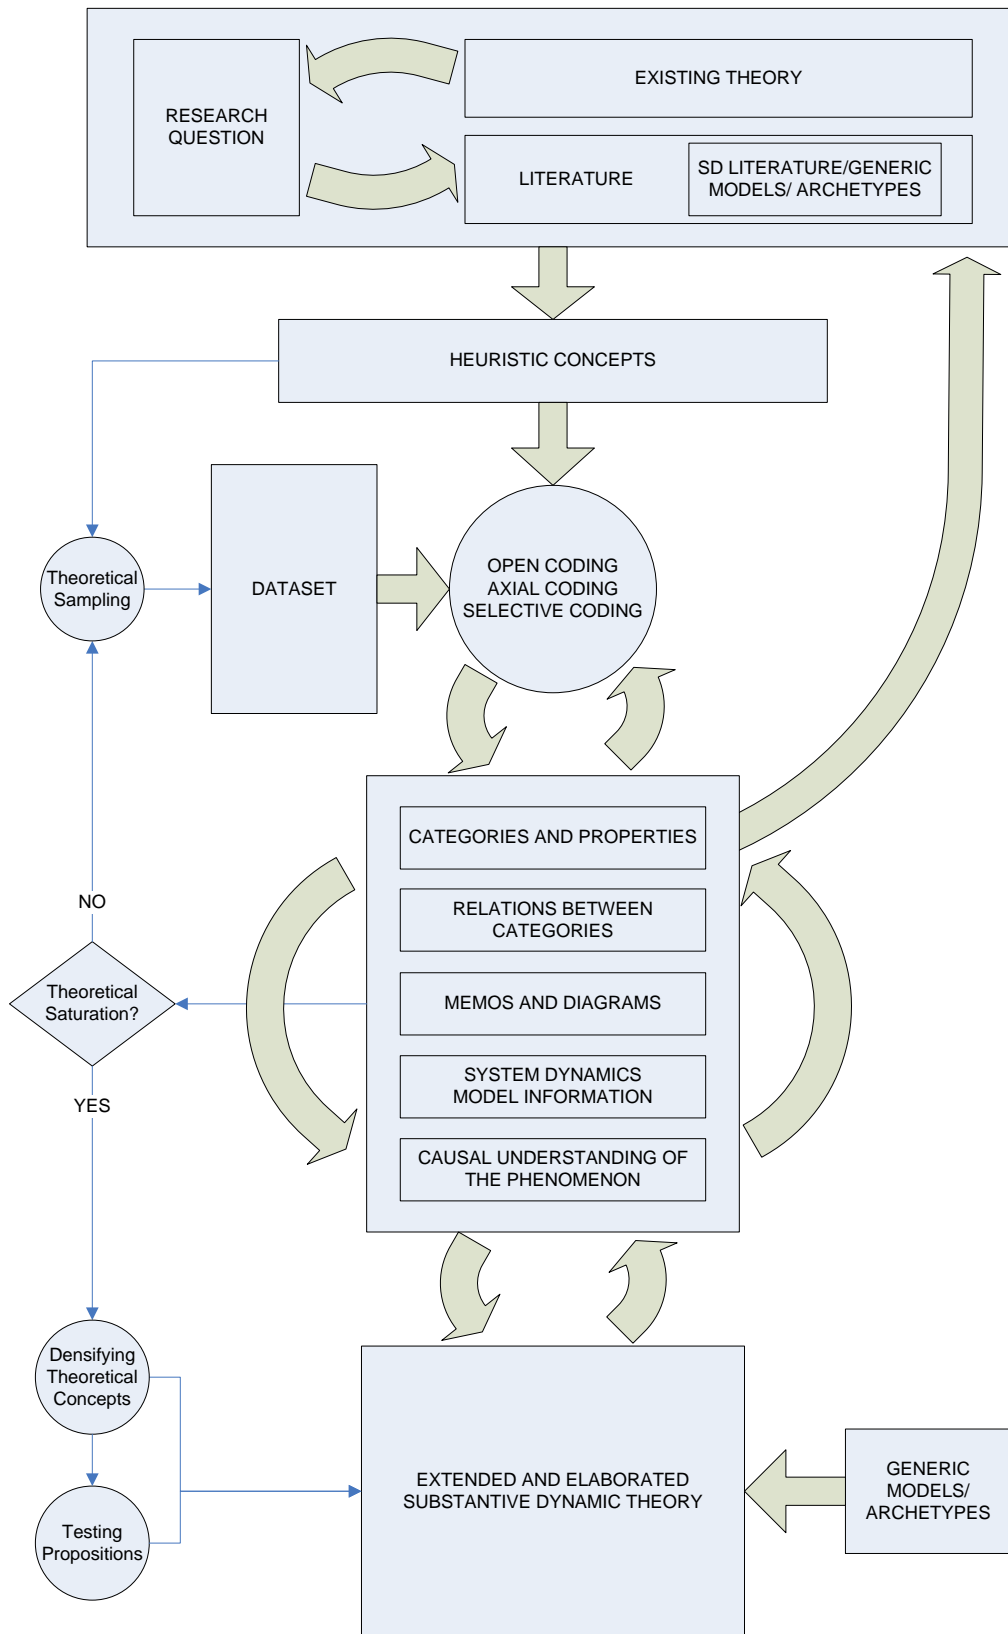 EXISTING THEORY
RESEARCH
QUESTION
LITERATURE
SD LITERATURE/GENERIC
MODELS/ ARCHETYPES
HEURISTIC CONCEPTS
Theoretical
Sampling
DATASET
OPEN CODING
AXIAL CODING
SELECTIVE CODING
CATEGORIES AND PROPERTIES
RELATIONS BETWEEN
CATEGORIES
NO
Theoretical
Saturation?
MEMOS AND DIAGRAMS
SYSTEM DYNAMICS
MODEL INFORMATION
YES
CAUSAL UNDERSTANDING OF
THE PHENOMENON
Densifying
Theoretical
Concepts
Testing
Propositions
EXTENDED AND ELABORATED
SUBSTANTIVE DYNAMIC THEORY
GENERIC
MODELS/
ARCHETYPES